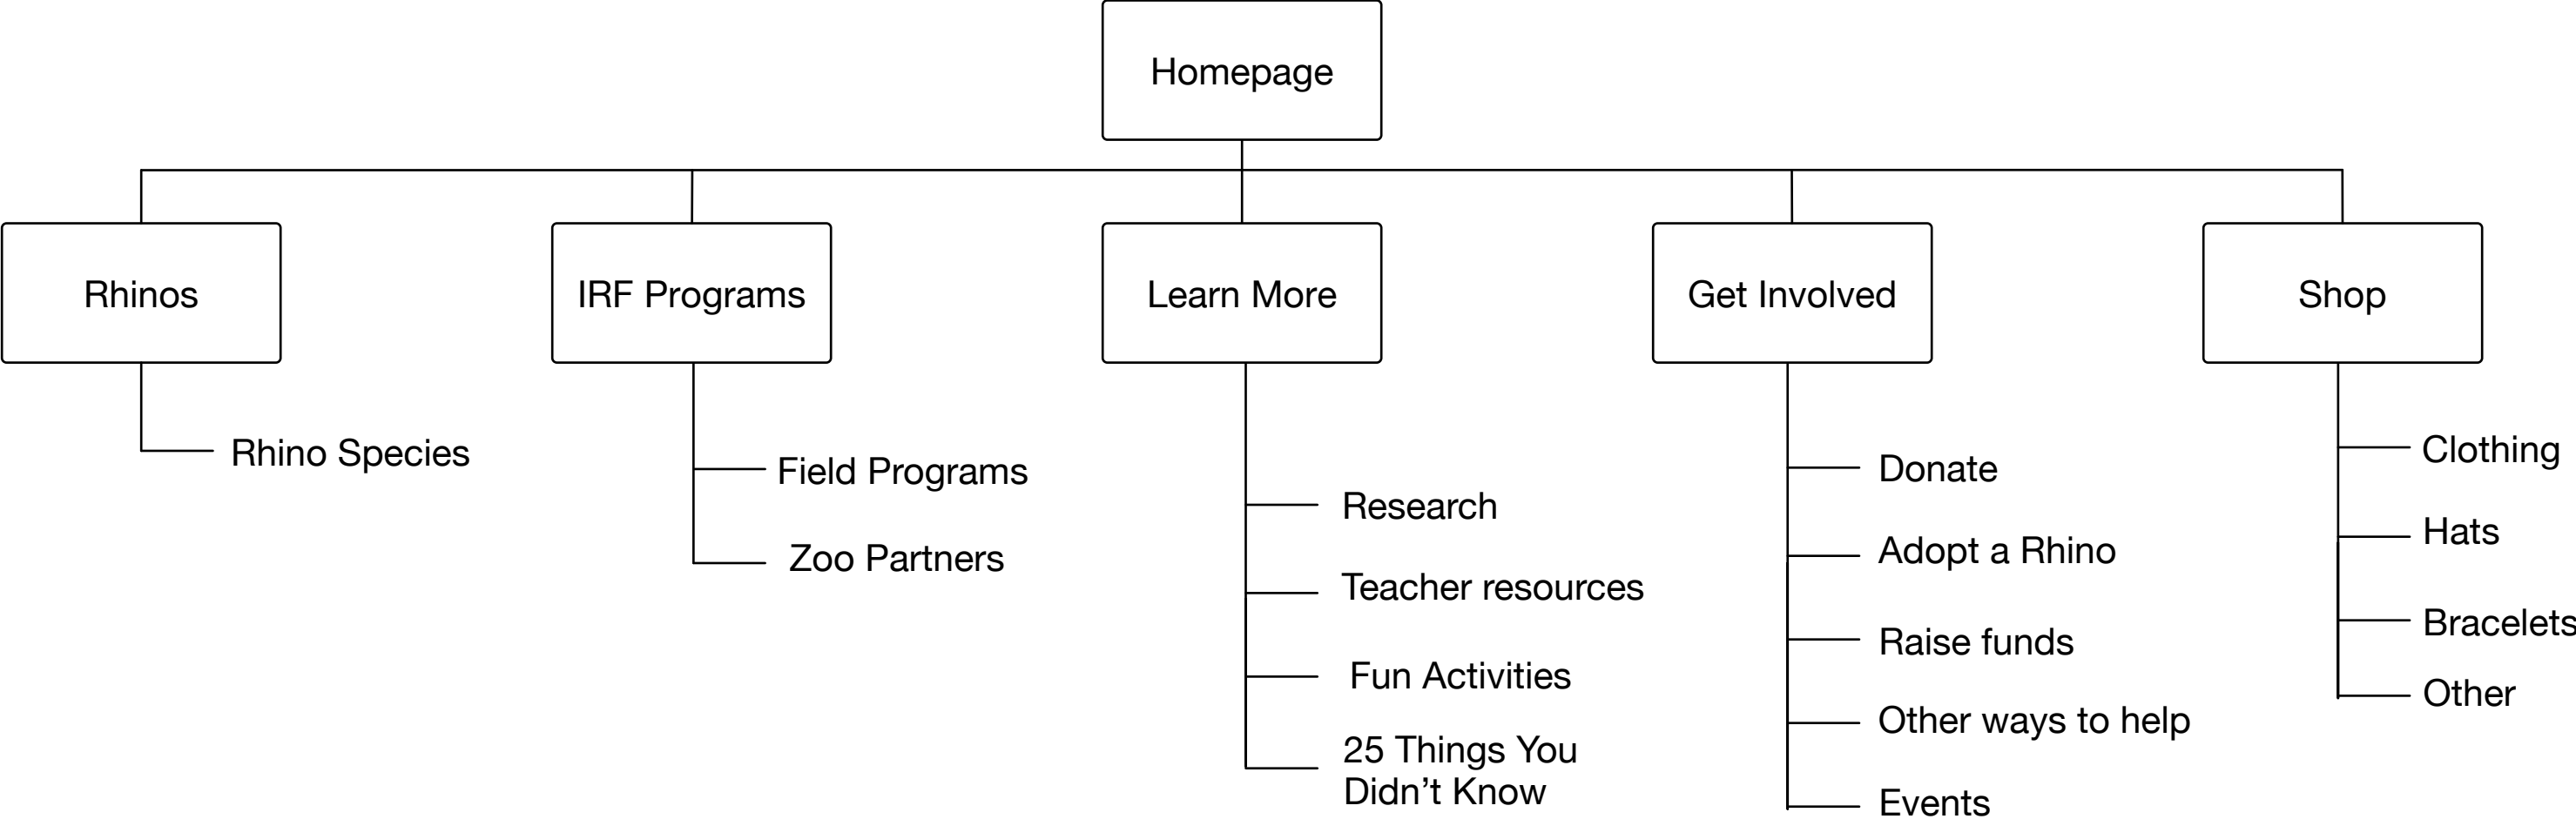 Homepage
Rhinos
IRF Programs
Learn More
Get Involved
Shop
Rhino Species
Field Programs
Zoo Partners
Research
Teacher resources
Fun Activities
25 Things You
Didn’t Know
Donate
Adopt a Rhino
Raise funds
Other ways to help
Events
Clothing
Hats
Bracelets
Other